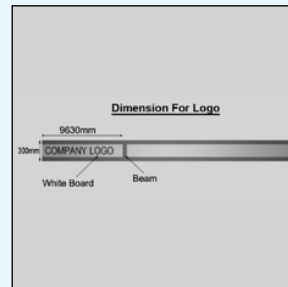 Dimension For Logo
9630mm
300mm
COMPANY LOGO
White Board
Beam